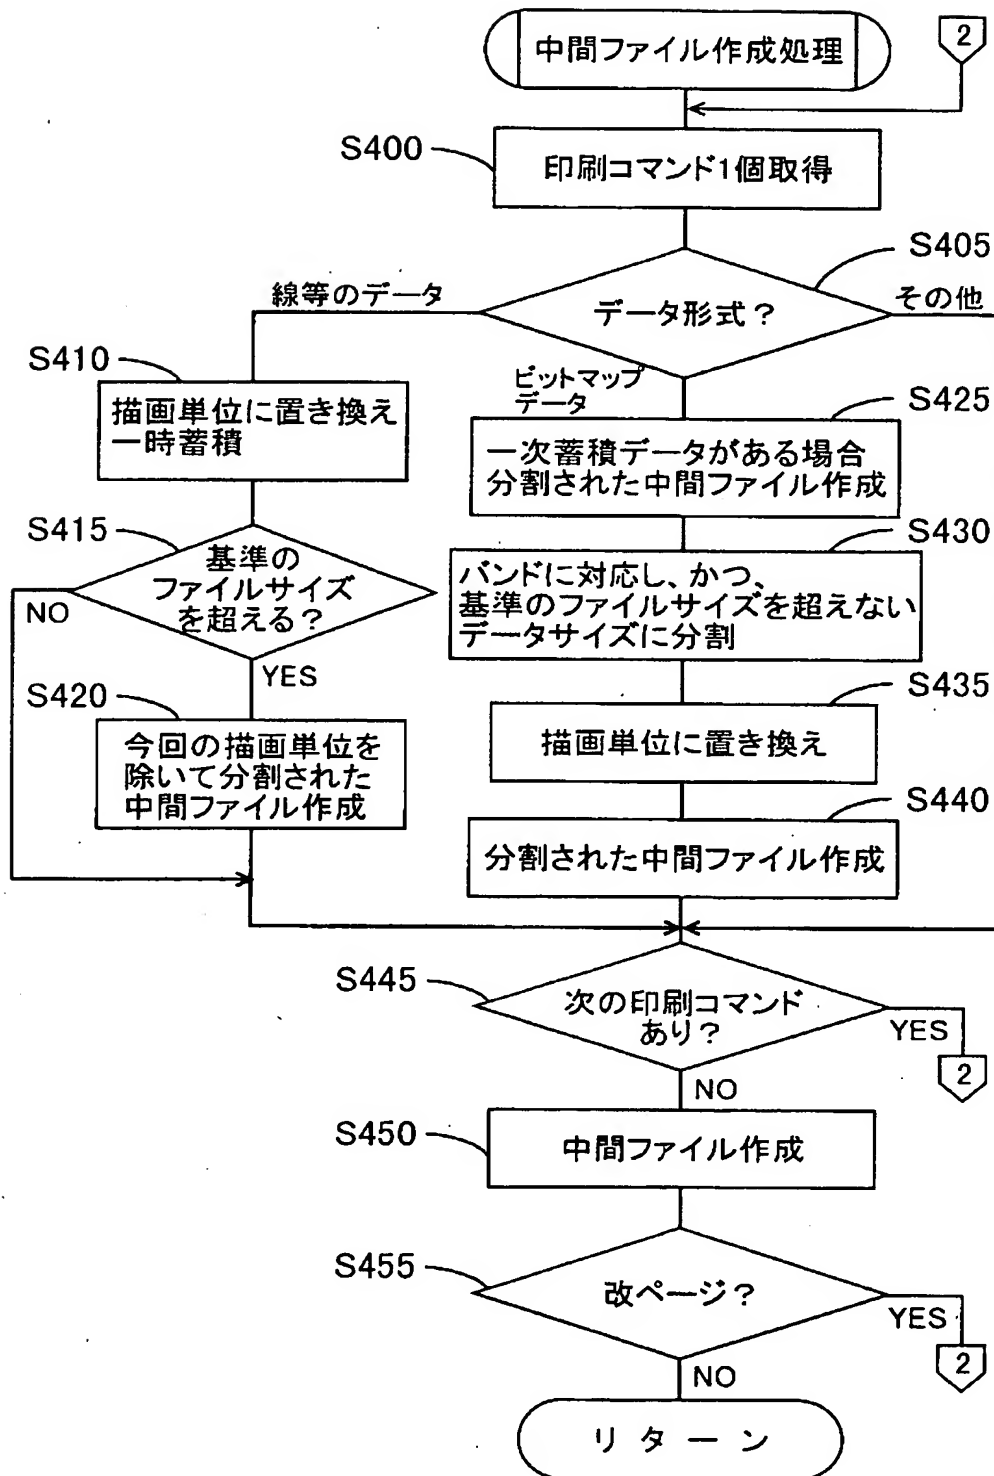 中間ファイル作成処理
2
S400
印刷コマンド1個取得
S405
データ形式?
線等のデータ
その他
ビットマップ
データ
S410
描画単位に置き換え
一時蓄積
S425
一次蓄積データがある場合
分割された中間ファイル作成
S415
基準の
ファイルサイズ
を超える?
NO
YES
S430
バンドに対応し、かつ、
基準のファイルサイズを超えない
データサイズに分割
S420
今回の描画単位を
除いて分割された
中間ファイル作成
S435
描画単位に置き換え
S440
分割された中間ファイル作成
S445
次の印刷コマンド
あり?
YES
2
NO
S450
中間ファイル作成
S455
改ページ?
YES
2
NO
リターン